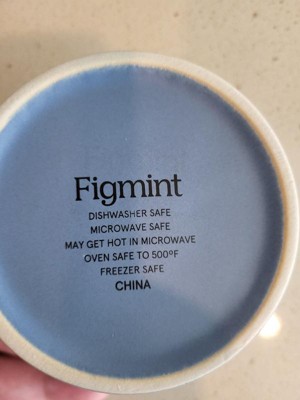 Figmint
DISHWASHER SAFE
MICROWAVE SAFE
MAY GET HOT IN MICROWAVE
OVEN SAFE TO 500ºF
FREEZER SAFE
CHINA